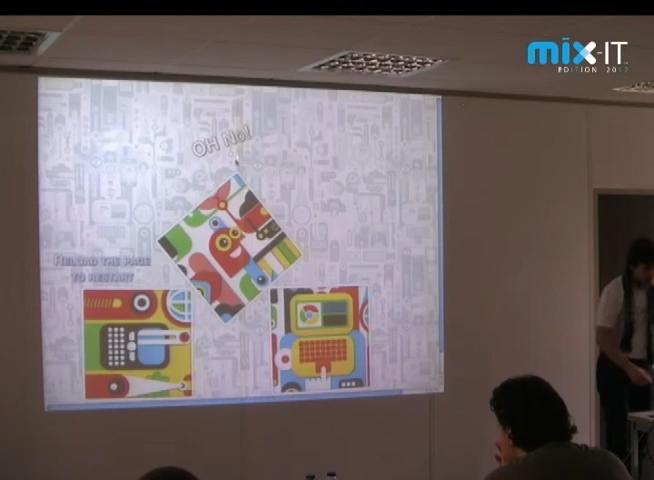 mix-IT
EDITION 2012
OH No!
RELOAD THE PAGE
TO RESTART